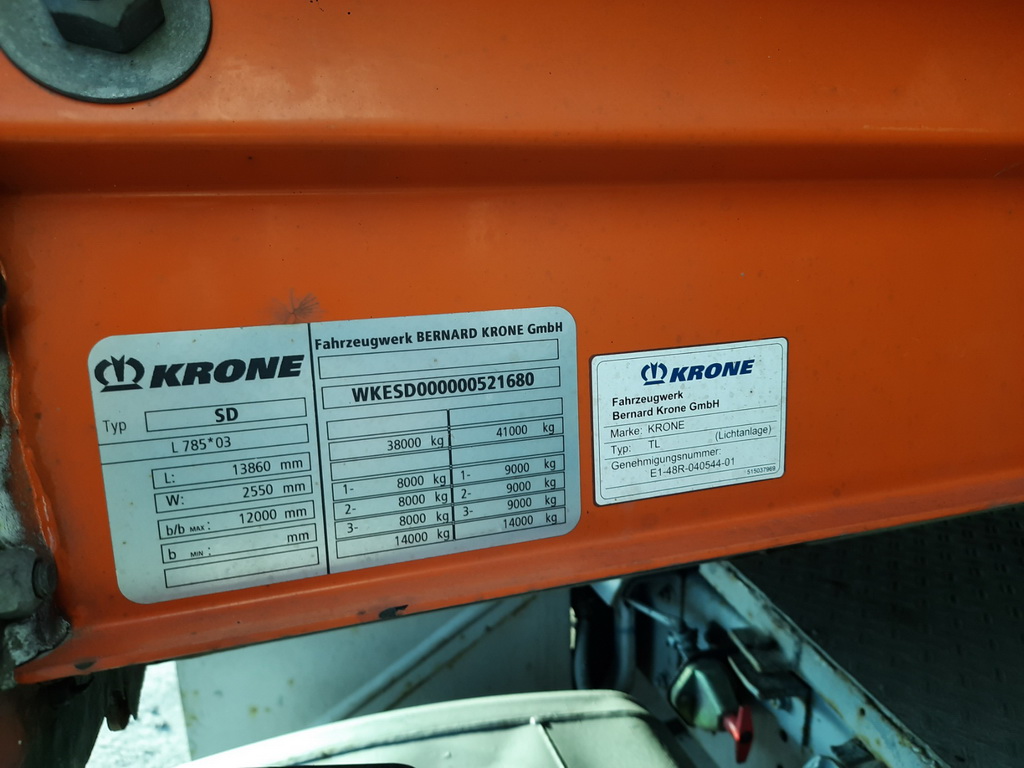 KRONE
Typ SD
L 785*03
L: 13860 mm
W: 2550 mm
b/b MAX: 12000 mm
b MIN: mm
Fahrzeugwerk BERNARD KRONE GmbH
WKESD000000521680
38000 kg 41000 kg
1- 8000 kg 1- 9000 kg
2- 8000 kg 2- 9000 kg
3- 8000 kg 3- 9000 kg
14000 kg 14000 kg
KRONE
Fahrzeugwerk
Bernard Krone GmbH
Marke: KRONE
Typ: TL (Lichtanlage)
Genehmigungsnummer:
E1-48R-040544-01
515037969